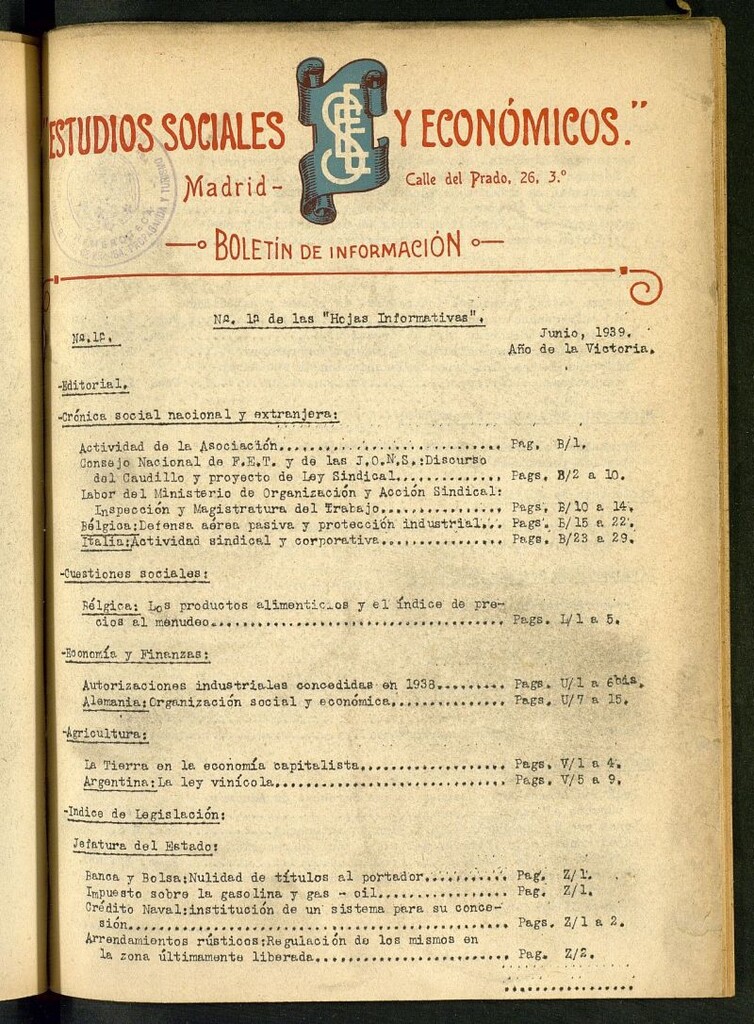 "ESTUDIOS SOCIALES Y ECONÓMICOS."
Madrid- Calle del Prado, 26, 3.º
BOLETÍN DE INFORMACIÓN
Nº. 1º de las "Hojas Informativas".
Nº.1º.
Junio, 1939.
Año de la Victoria.
-Editorial.
-Crónica social nacional y extranjera:
Actividad de la Asociación........................ Pag. B/1.
Consejo Nacional de F.E.T. y de las J.O.N.S.:Discurso
del Caudillo y proyecto de Ley Sindical............. Pags. B/2 a 10.
Labor del Ministerio de Organización y Acción Sindical:
Inspección y Magistratura del Trabajo.............. Pags. B/10 a 14.
Bélgica:Defensa aérea pasiva y protección industrial... Pags. B/15 a 22.
Italia:Actividad sindical y corporativa.............. Pags. B/23 a 29.
-Cuestiones sociales:
Bélgica: Los productos alimenticios y el índice de pre-
cios al menudeo................................... Pags. L/1 a 5.
-Economía y Finanzas:
Autorizaciones industriales concedidas en 1938........ Pags. U/1 a 6bis.
Alemania:Organización social y económica............. Pags. U/7 a 15.
-Agricultura:
La Tierra en la economía capitalista................. Pags. V/1 a 4.
Argentina:La ley vinícola........................... Pags. V/5 a 9.
-Indice de Legislación:
Jefatura del Estado:
Banca y Bolsa:Nulidad de títulos al portador.......... Pag. Z/1.
Impuesto sobre la gasolina y gas - oil............... Pag. Z/1.
Crédito Naval:institución de un sistema para su conce-
sión.............................................. Pags. Z/1 a 2.
Arrendamientos rústicos:Regulación de los mismos en
la zona últimamente liberada....................... Pag. Z/2.